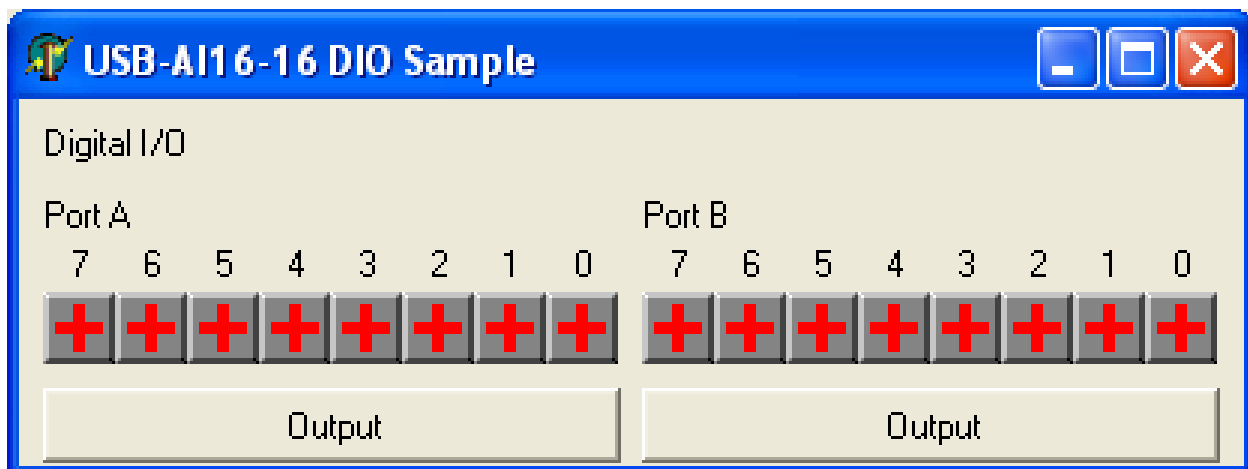 USB-AI16-16 DIO Sample
Digital I/O
Port A Port B
7 6 5 4 3 2 1 0 7 6 5 4 3 2 1 0
Output Output